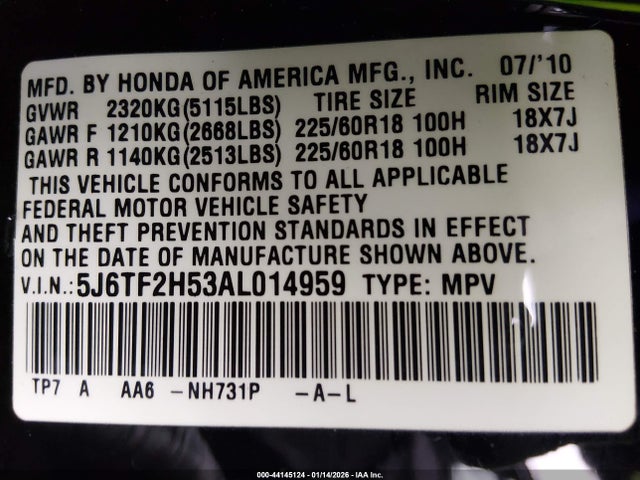 MFD. BY HONDA OF AMERICA MFG., INC. 07/'10
GVWR 2320KG(5115LBS) TIRE SIZE RIM SIZE
GAWR F 1210KG(2668LBS) 225/60R18 100H 18X7J
GAWR R 1140KG(2513LBS) 225/60R18 100H 18X7J
THIS VEHICLE CONFORMS TO ALL APPLICABLE
FEDERAL MOTOR VEHICLE SAFETY
AND THEFT PREVENTION STANDARDS IN EFFECT
ON THE DATE OF MANUFACTURE SHOWN ABOVE.
V.I.N.:5J6TF2H53AL014959 TYPE: MPV
TP7 A AA6 -NH731P -A-L
000-44145124 - 01/14/2026 - IAA Inc.